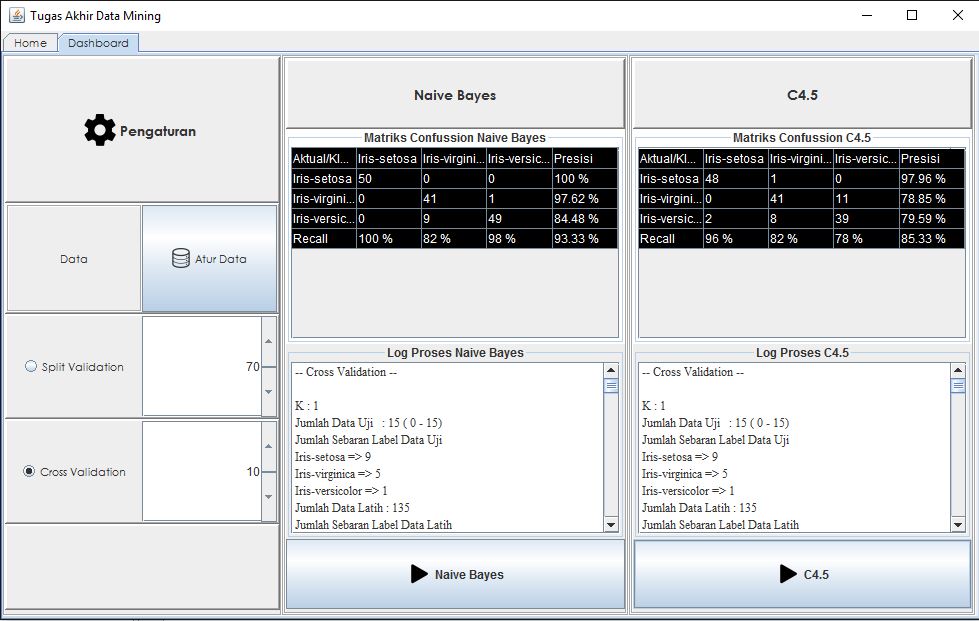 Tugas Akhir Data Mining
Home Dashboard
Pengaturan
Data Atur Data
Split Validation 70
Cross Validation 10
Naive Bayes
Matriks Confussion Naive Bayes
Aktual/Kl... Iris-setosa Iris-virgini... Iris-versic... Presisi
Iris-setosa 50 0 0 100 %
Iris-virgini... 0 41 1 97.62 %
Iris-versic... 0 9 49 84.48 %
Recall 100 % 82 % 98 % 93.33 %
Log Proses Naive Bayes
-- Cross Validation --
K : 1
Jumlah Data Uji : 15 ( 0 - 15)
Jumlah Sebaran Label Data Uji
Iris-setosa => 9
Iris-virginica => 5
Iris-versicolor => 1
Jumlah Data Latih : 135
Jumlah Sebaran Label Data Latih
Naive Bayes
C4.5
Matriks Confussion C4.5
Aktual/Kl... Iris-setosa Iris-virgini... Iris-versic... Presisi
Iris-setosa 48 1 0 97.96 %
Iris-virgini... 0 41 11 78.85 %
Iris-versic... 2 8 39 79.59 %
Recall 96 % 82 % 78 % 85.33 %
Log Proses C4.5
-- Cross Validation --
K : 1
Jumlah Data Uji : 15 ( 0 - 15)
Jumlah Sebaran Label Data Uji
Iris-setosa => 9
Iris-virginica => 5
Iris-versicolor => 1
Jumlah Data Latih : 135
Jumlah Sebaran Label Data Latih
C4.5